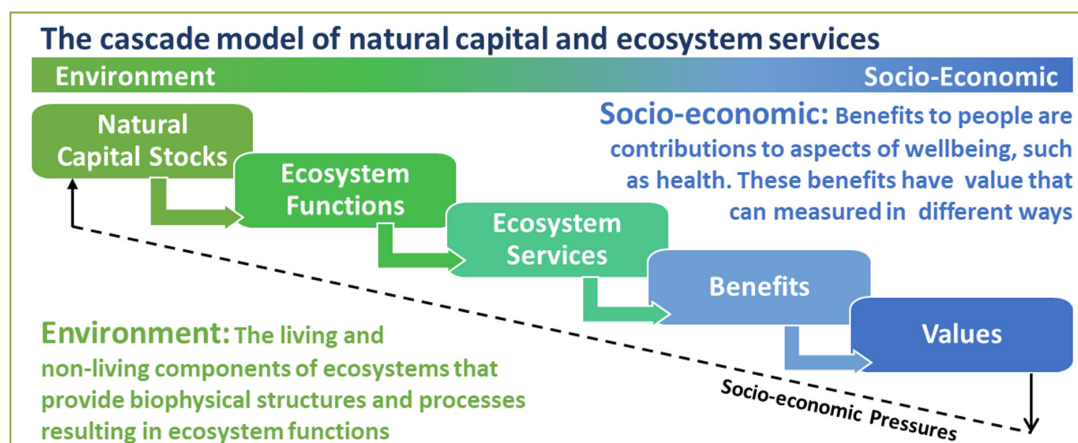 The cascade model of natural capital and ecosystem services
Environment
Socio-Economic
Natural
Capital Stocks
Socio-economic: Benefits to people are
contributions to aspects of wellbeing, such
as health. These benefits have value that
can measured in different ways
Ecosystem
Functions
Ecosystem
Services
Benefits
Values
Environment: The living and
non-living components of ecosystems that
provide biophysical structures and processes
resulting in ecosystem functions
Socio-economic Pressures